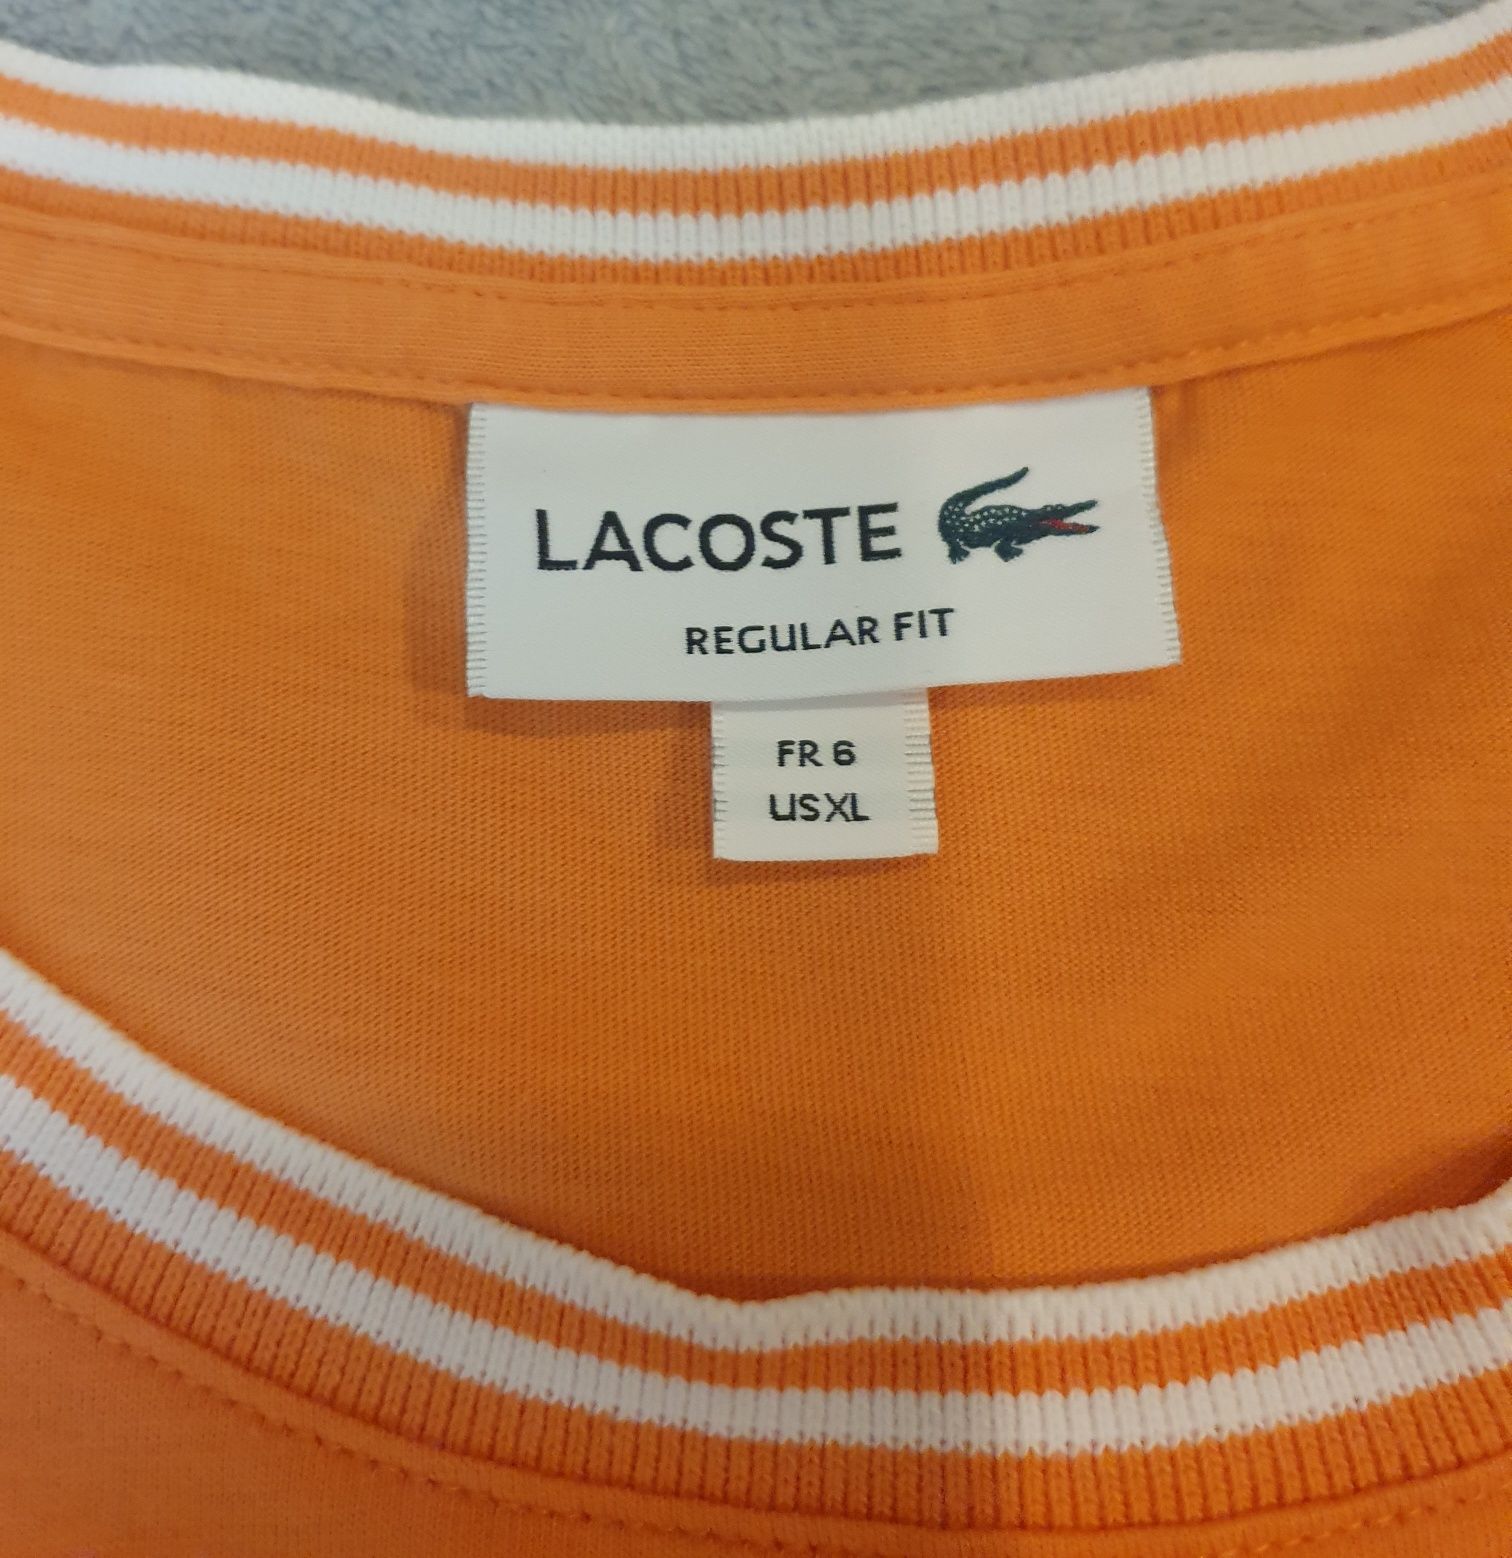 LACOSTE
REGULAR FIT
FR 6
US XL